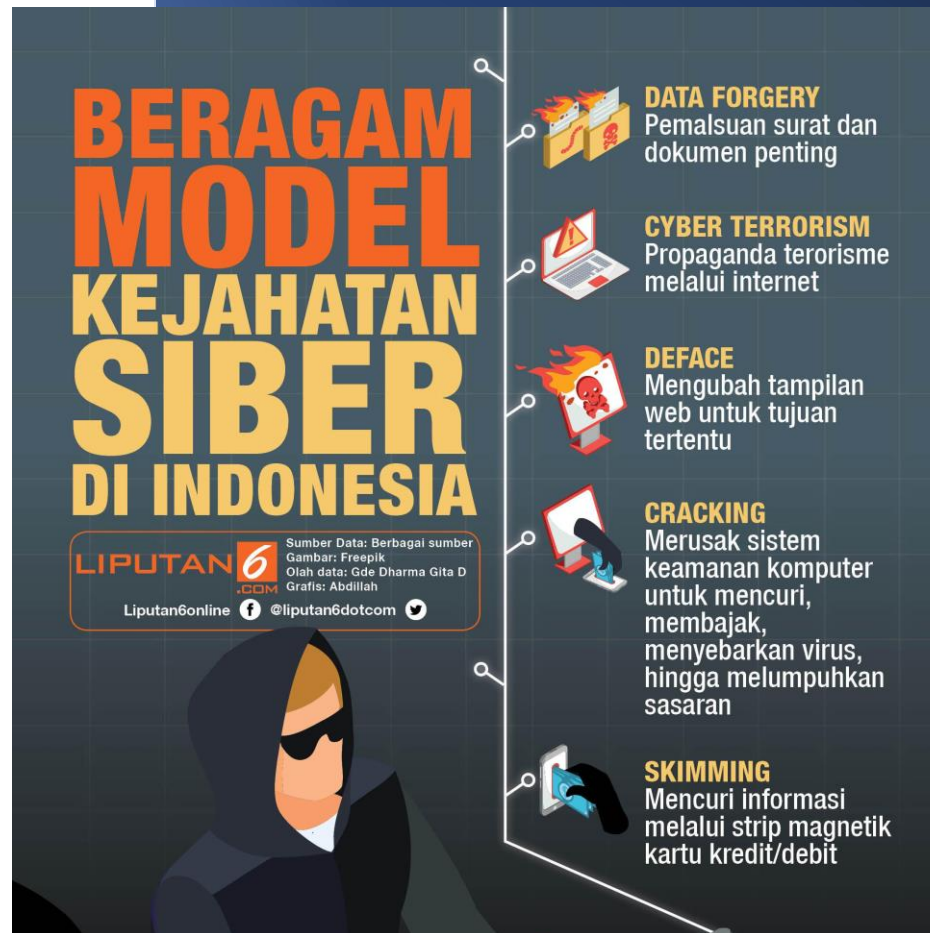 BERAGAM
MODEL
KEJAHATAN
SIBER
DI INDONESIA
LIPUTAN 6
.COM
Sumber Data: Berbagai sumber
Gambar: Freepik
Olah data: Gde Dharma Gita D
Grafis: Abdillah
Liputan6online f @liputan6dotcom
DATA FORGERY
Pemalsuan surat dan
dokumen penting
CYBER TERRORISM
Propaganda terorisme
melalui internet
DEFACE
Mengubah tampilan
web untuk tujuan
tertentu
CRACKING
Merusak sistem
keamanan komputer
untuk mencuri,
membajak,
menyebarkan virus,
hingga melumpuhkan
sasaran
SKIMMING
Mencuri informasi
melalui strip magnetik
kartu kredit/debit